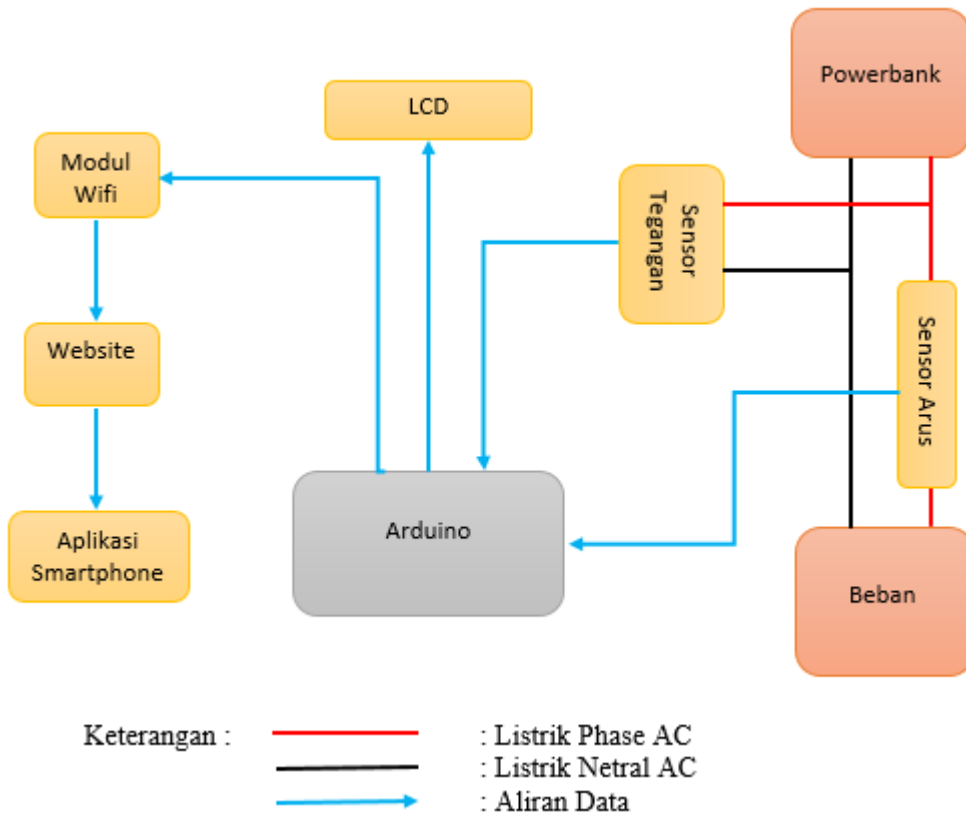 Powerbank
LCD
Modul
Wifi
Sensor
Tegangan
Website
Sensor Arus
Aplikasi
Smartphone
Arduino
Beban
Keterangan :
: Listrik Phase AC
: Listrik Netral AC
: Aliran Data